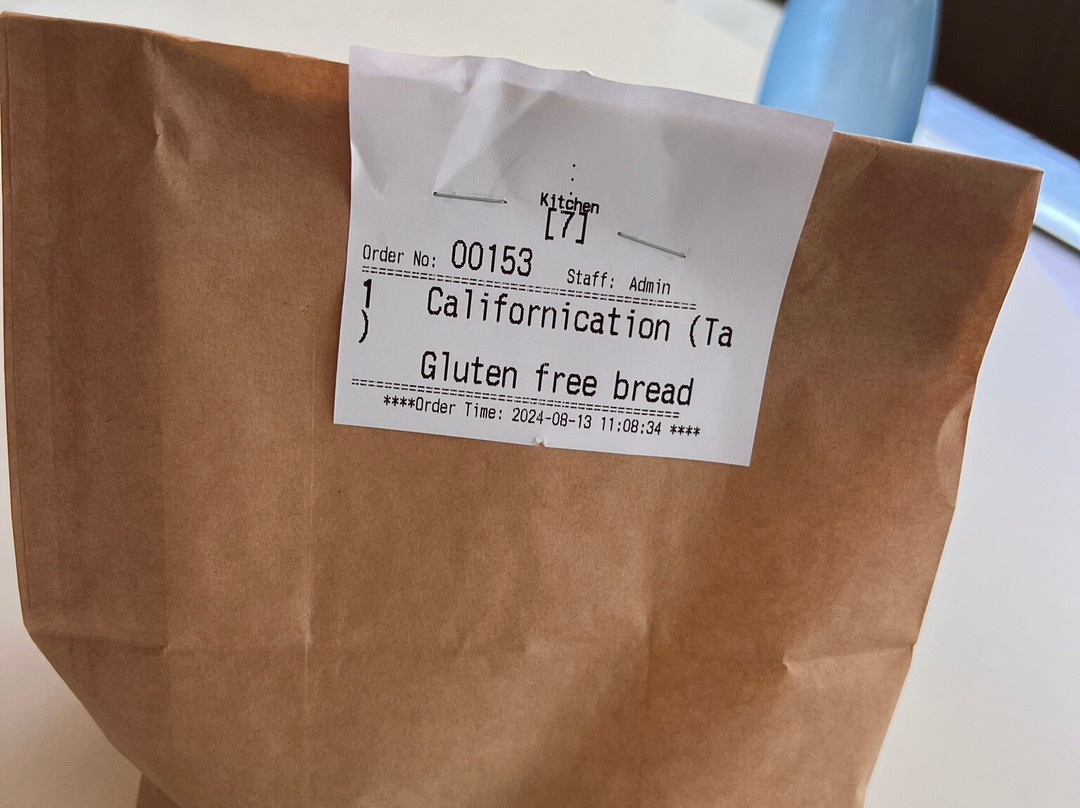 Kitchen
[7]
Order No: 00153 Staff: Admin
1 Californication (Ta
)
Gluten free bread
****Order Time: 2024-08-13 11:08:34 ****